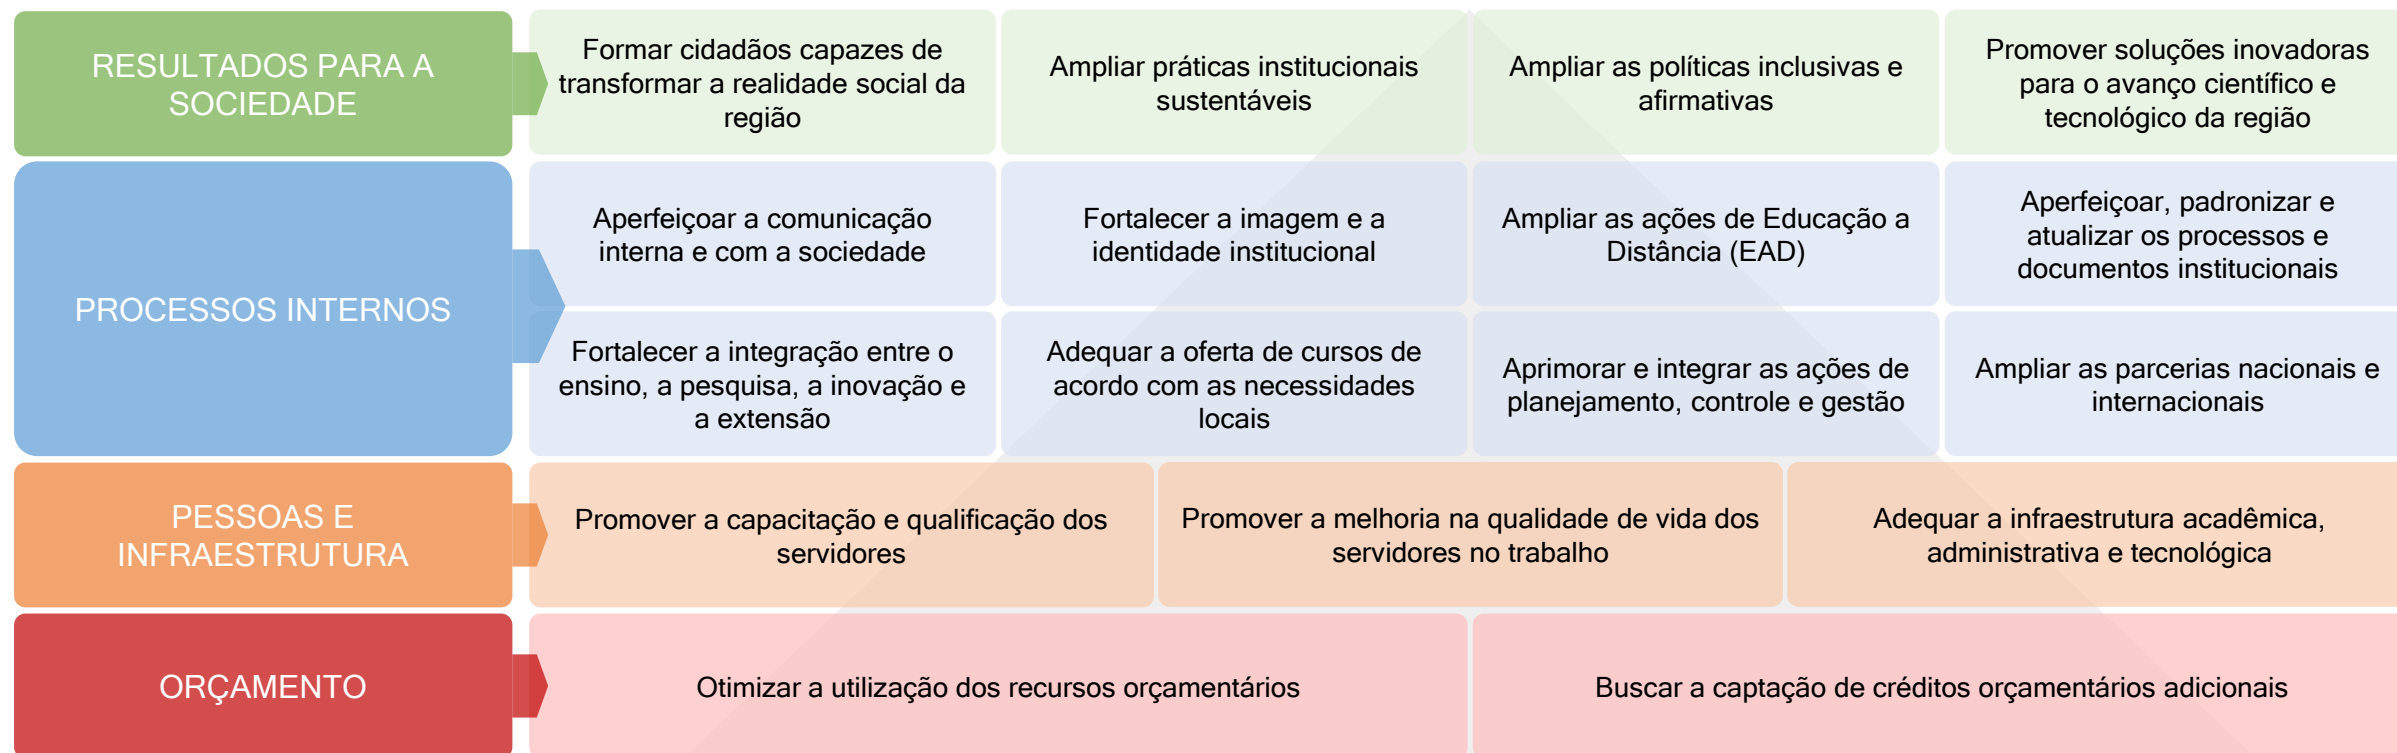 RESULTADOS PARA A
SOCIEDADE
Formar cidadãos capazes de
transformar a realidade social da
região
Ampliar práticas institucionais
sustentáveis
Ampliar as políticas inclusivas e
afirmativas
Promover soluções inovadoras
para o avanço científico e
tecnológico da região
PROCESSOS INTERNOS
Aperfeiçoar a comunicação
interna e com a sociedade
Fortalecer a imagem e a
identidade institucional
Ampliar as ações de Educação a
Distância (EAD)
Aperfeiçoar, padronizar e
atualizar os processos e
documentos institucionais
Fortalecer a integração entre o
ensino, a pesquisa, a inovação e
a extensão
Adequar a oferta de cursos de
acordo com as necessidades
locais
Aprimorar e integrar as ações de
planejamento, controle e gestão
Ampliar as parcerias nacionais e
internacionais
PESSOAS E
INFRAESTRUTURA
Promover a capacitação e qualificação dos
servidores
Promover a melhoria na qualidade de vida dos
servidores no trabalho
Adequar a infraestrutura acadêmica,
administrativa e tecnológica
ORÇAMENTO
Otimizar a utilização dos recursos orçamentários
Buscar a captação de créditos orçamentários adicionais